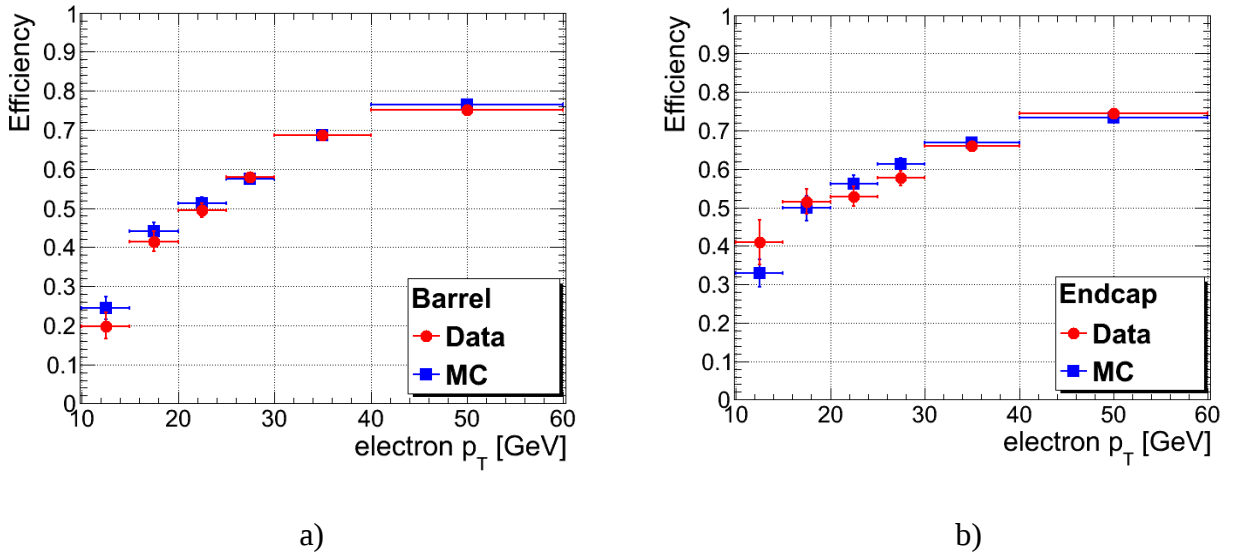 Efficiency
1
0.9
0.8
0.7
0.6
0.5
0.4
0.3
0.2
0.1
0
Barrel
Data
MC
10 20 30 40 50 60
electron p_T [GeV]
a)
Efficiency
1
0.9
0.8
0.7
0.6
0.5
0.4
0.3
0.2
0.1
0
Endcap
Data
MC
10 20 30 40 50 60
electron p_T [GeV]
b)